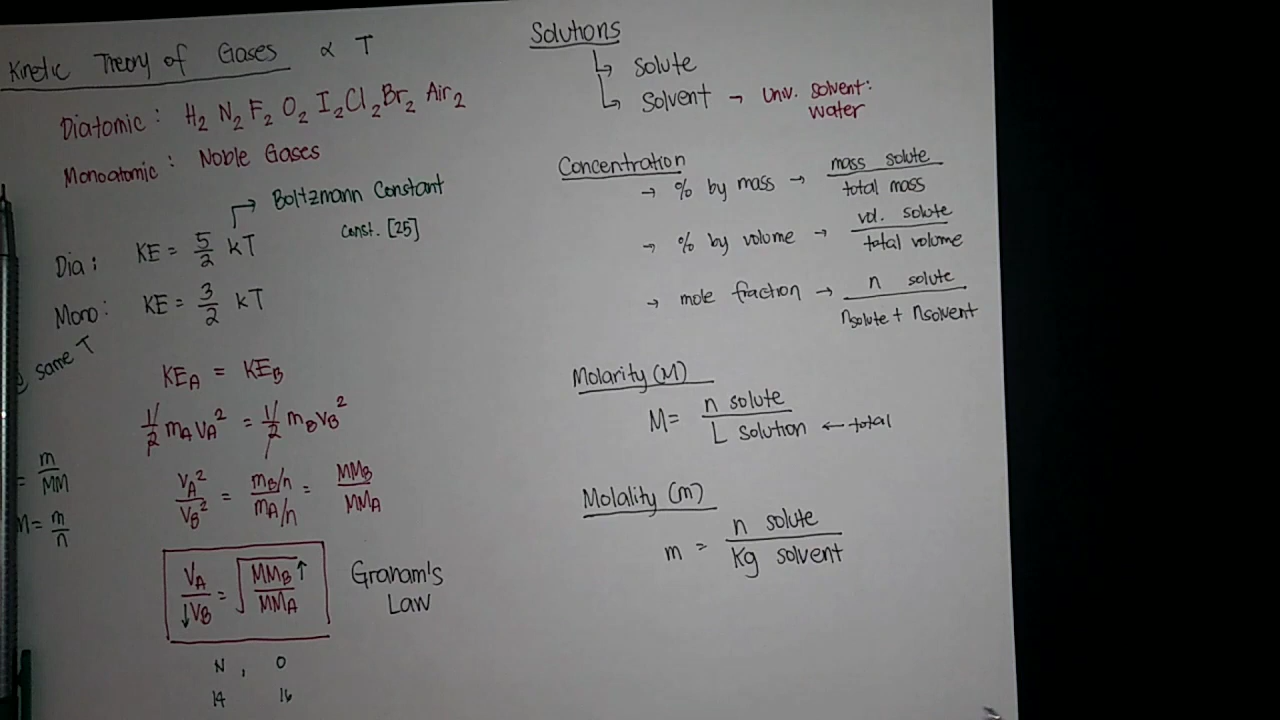 Kinetic Theory of Gases ∝ T
Diatomic : H2 N2 F2 O2 I2 Cl2 Br2 Air2
Monoatomic : Noble Gases
→ Boltzmann Constant
const. [25]
Dia : KE = 5/2 kT
Mono : KE = 3/2 kT
same T
KEA = KEB
1/2 mAVA² = 1/2 mBVB²
VA²/VB² = mB/n / mA/n = MMB/MMA
= m/MM
M = m/n
VA/↓VB = √(MMB↑/MMA)
Graham's
Law
N , O
14 16
Solutions
↳ solute
↳ solvent → univ. solvent:
water
Concentration
→ % by mass → mass solute / total mass
→ % by volume → vol. solute / total volume
→ mole fraction → n solute / nsolute + nsolvent
Molarity (M)
M = n solute / L solution ← total
Molality (m)
m = n solute / Kg solvent